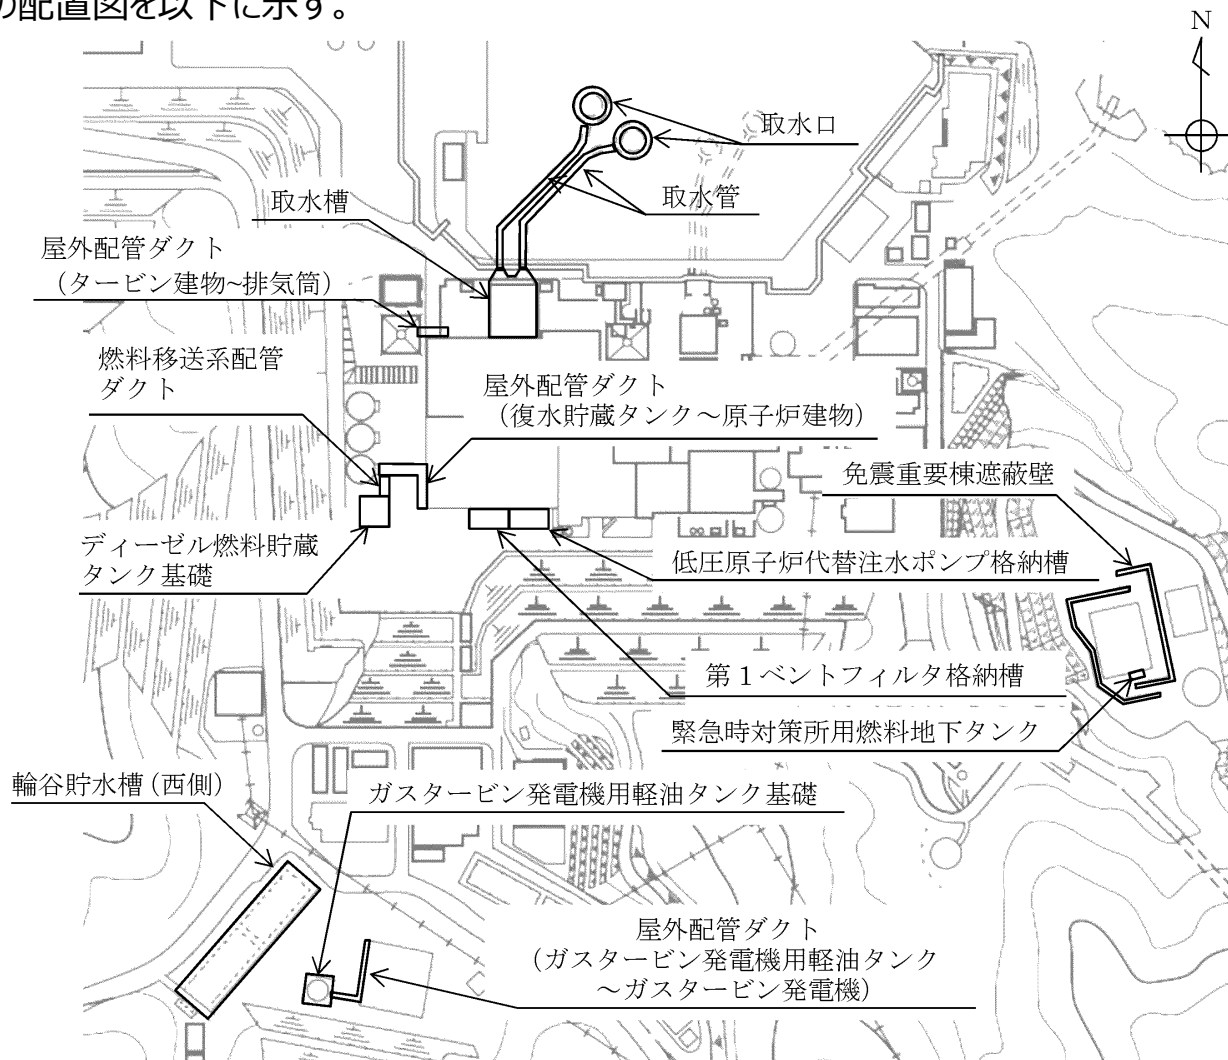 の配置図を以下に示す。
N
取水口
取水管
取水槽
屋外配管ダクト
（タービン建物~排気筒）
燃料移送系配管
ダクト
屋外配管ダクト
（復水貯蔵タンク～原子炉建物）
免震重要棟遮蔽壁
ディーゼル燃料貯蔵
タンク基礎
低圧原子炉代替注水ポンプ格納槽
第１ベントフィルタ格納槽
緊急時対策所用燃料地下タンク
輪谷貯水槽（西側）
ガスタービン発電機用軽油タンク基礎
屋外配管ダクト
（ガスタービン発電機用軽油タンク
～ガスタービン発電機）